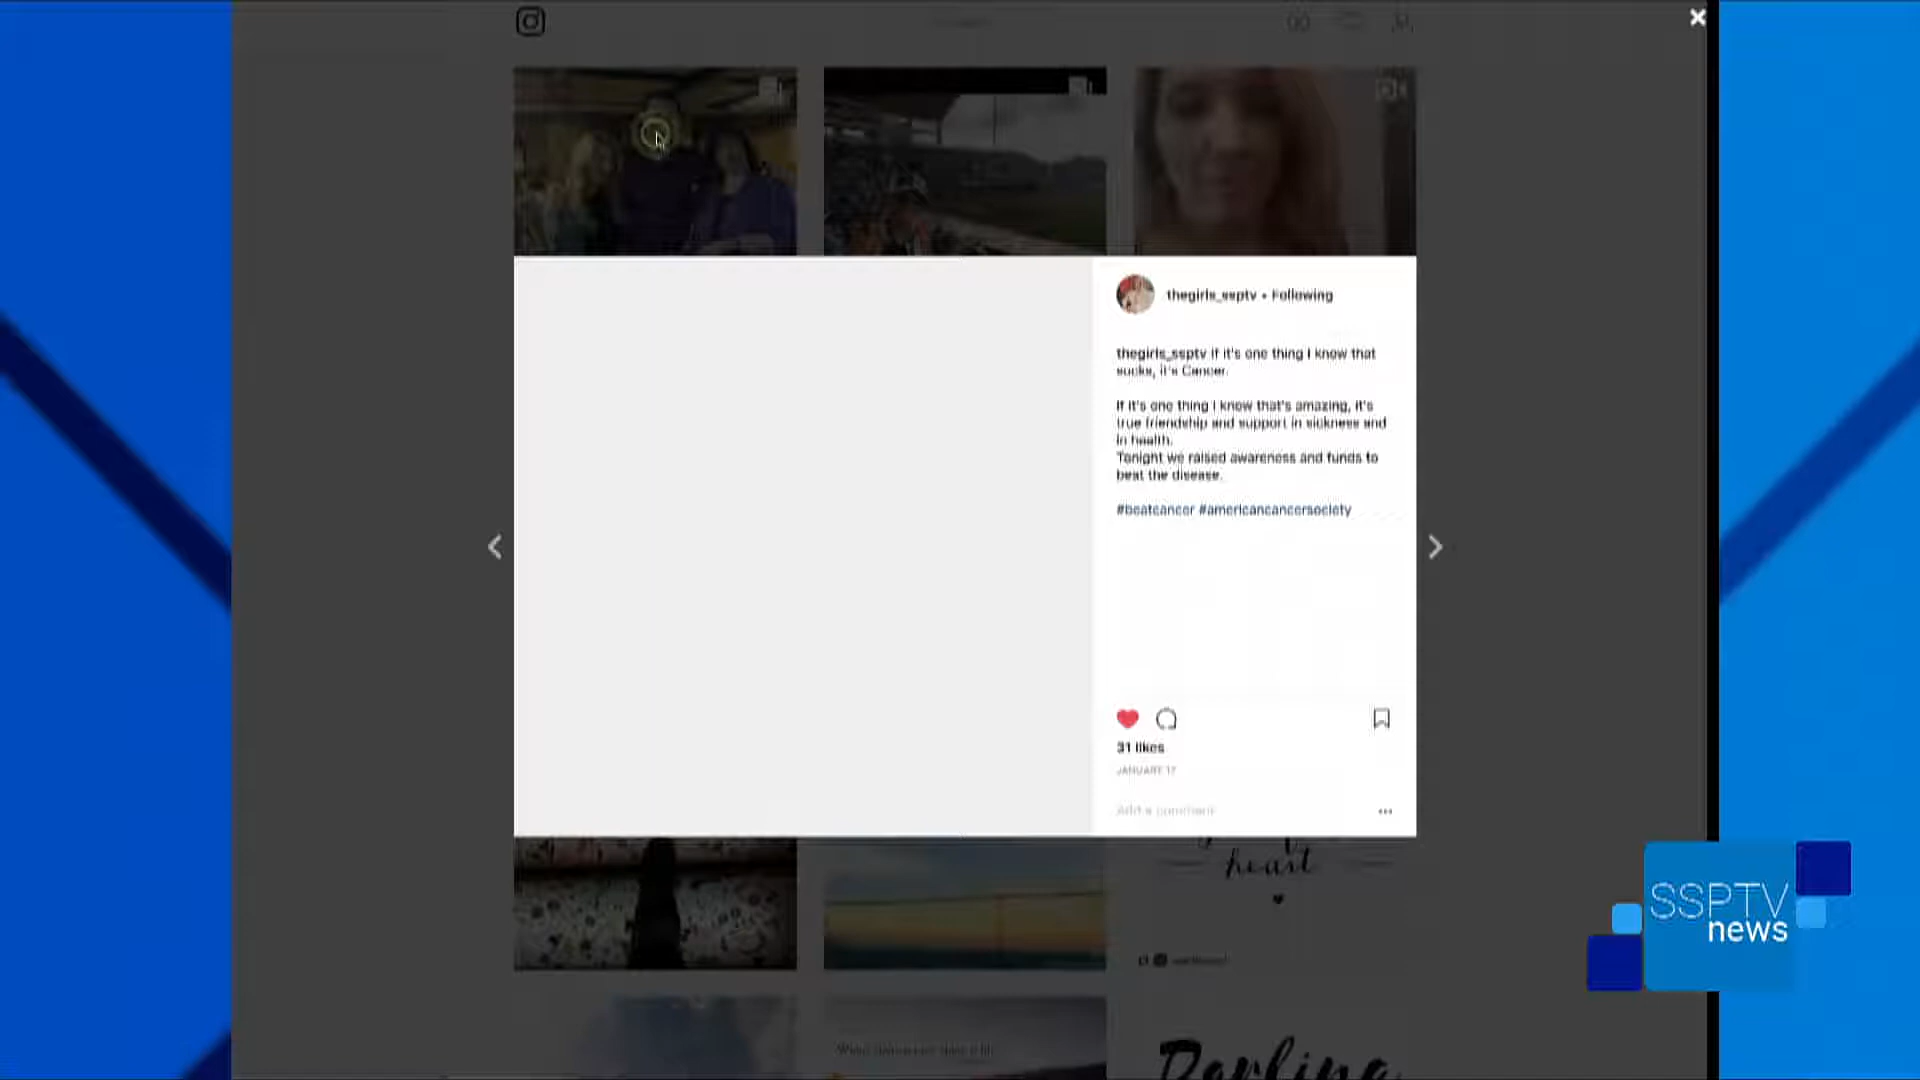 thegirls_ssptv • Following
thegirls_ssptv If it's one thing I know that
sucks, it's Cancer.
If it's one thing I know that's amazing, it's
true friendship and support in sickness and
in health.
Tonight we raised awareness and funds to
beat the disease.
#beatcancer #americancancersociety
31 likes
JANUARY 17
Add a comment
heart
SSPTV
news
Darling